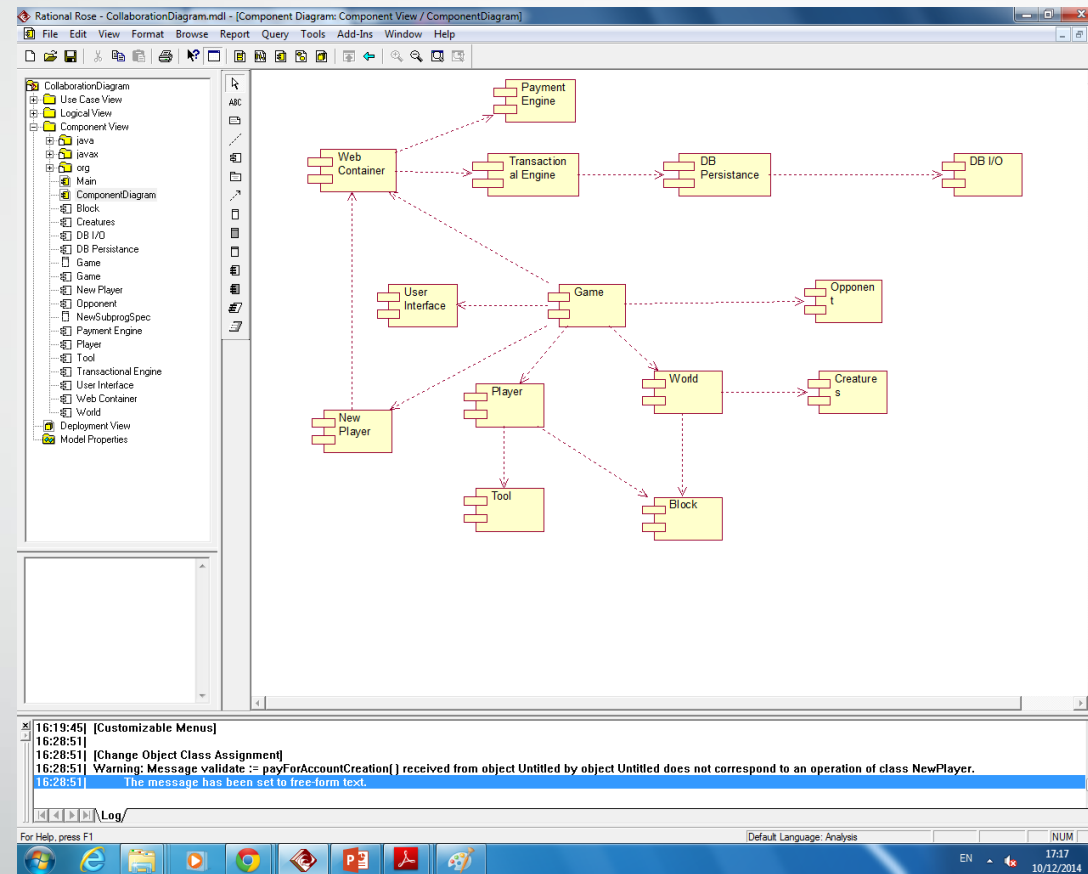 Rational Rose - CollaborationDiagram.mdl - [Component Diagram: Component View / ComponentDiagram]
File Edit View Format Browse Report Query Tools Add-Ins Window Help
CollaborationDiagram
Use Case View
Logical View
Component View
java
javax
org
Main
ComponentDiagram
Block
Creatures
DB I/O
DB Persistance
Game
Game
New Player
Opponent
NewSubprogSpec
Payment Engine
Player
Tool
Transactional Engine
User Interface
Web Container
World
Deployment View
Model Properties
ABC
Payment
Engine
Web
Container
Transaction
al Engine
DB
Persistance
DB I/O
User
Interface
Game
Opponen
t
Player
World
Creature
s
New
Player
Tool
Block
16:19:45| [Customizable Menus]
16:28:51|
16:28:51| [Change Object Class Assignment]
16:28:51| Warning: Message validate := payForAccountCreation() received from object Untitled by object Untitled does not correspond to an operation of class NewPlayer.
16:28:51| The message has been set to free-form text.
Log
For Help, press F1
Default Language: Analysis
NUM
EN
17:17
10/12/2014